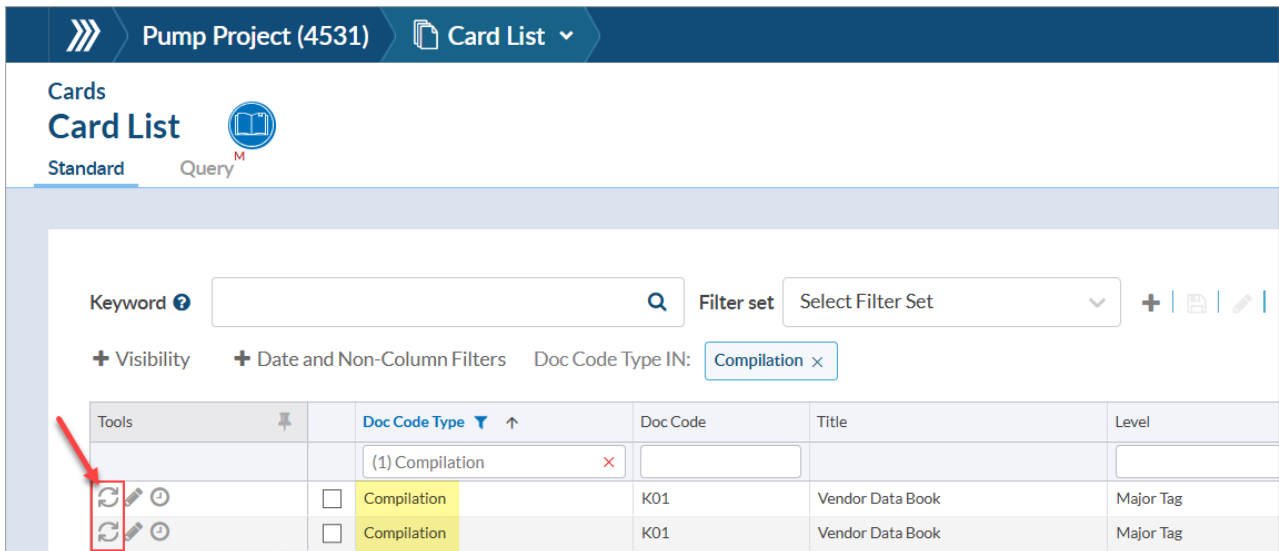 Pump Project (4531) Card List
Cards
Card List
M
Standard Query
Keyword ? Filter set Select Filter Set
+ Visibility + Date and Non-Column Filters Doc Code Type IN: Compilation ×
Tools Doc Code Type Doc Code Title Level
(1) Compilation ×
Compilation K01 Vendor Data Book Major Tag
Compilation K01 Vendor Data Book Major Tag